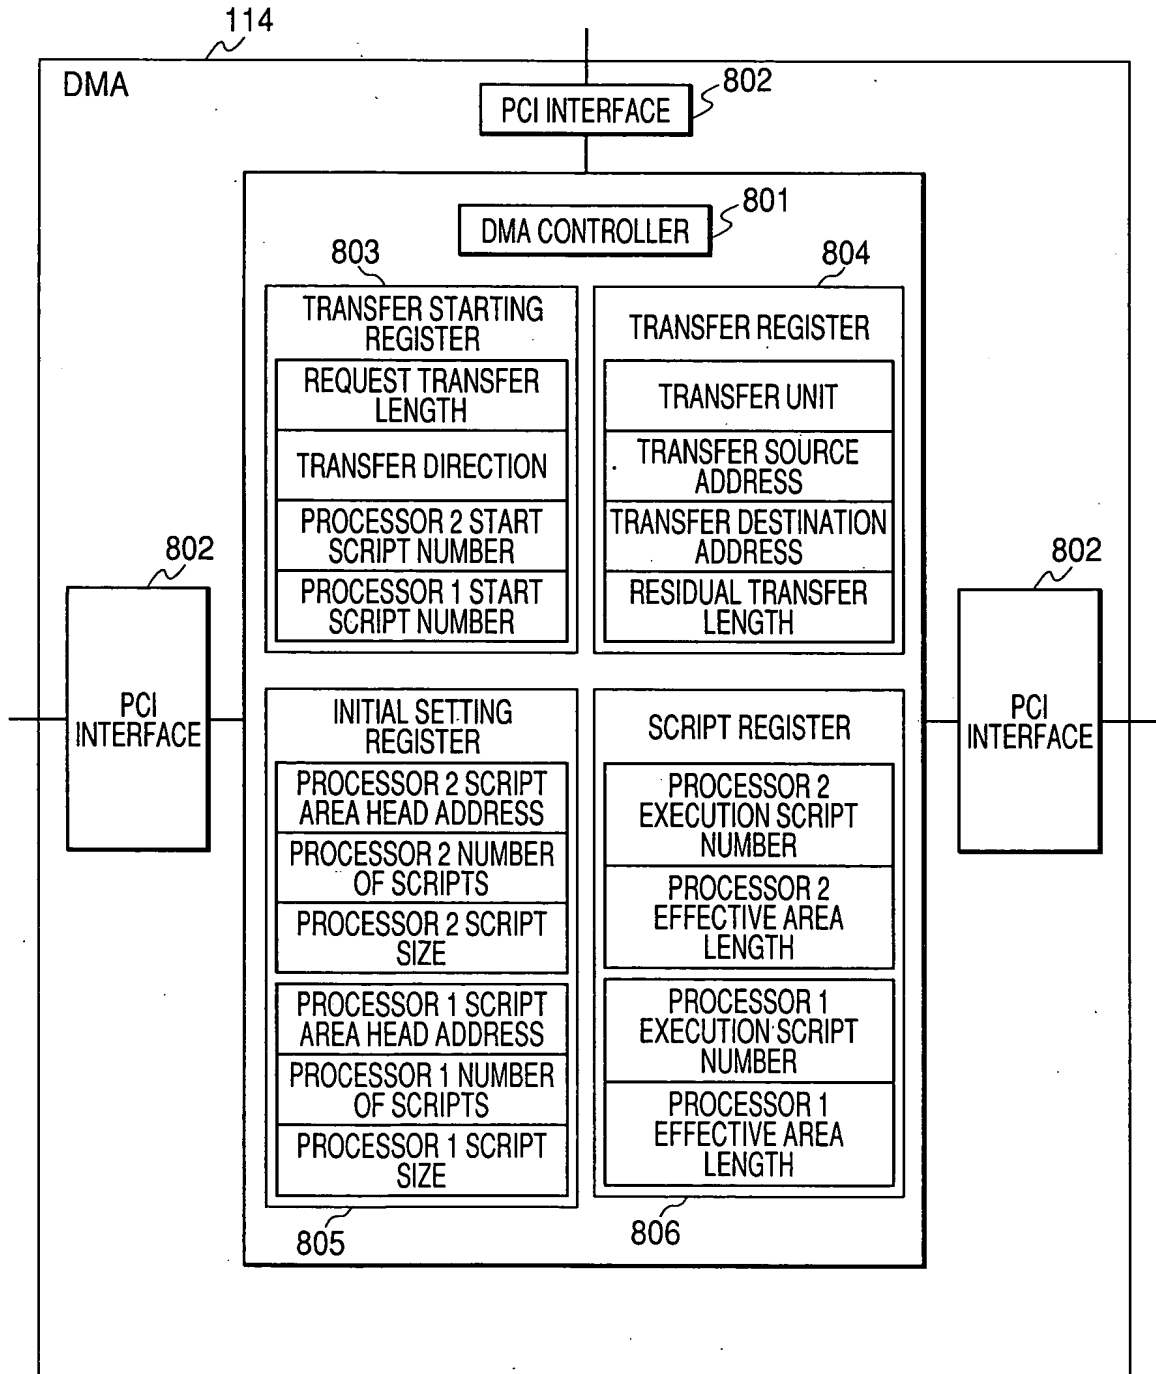 114
DMA
802
PCI INTERFACE
801
DMA CONTROLLER
803
TRANSFER STARTING
REGISTER
REQUEST TRANSFER
LENGTH
TRANSFER DIRECTION
PROCESSOR 2 START
SCRIPT NUMBER
PROCESSOR 1 START
SCRIPT NUMBER
804
TRANSFER REGISTER
TRANSFER UNIT
TRANSFER SOURCE
ADDRESS
TRANSFER DESTINATION
ADDRESS
RESIDUAL TRANSFER
LENGTH
802
PCI
INTERFACE
802
PCI
INTERFACE
INITIAL SETTING
REGISTER
PROCESSOR 2 SCRIPT
AREA HEAD ADDRESS
PROCESSOR 2 NUMBER
OF SCRIPTS
PROCESSOR 2 SCRIPT
SIZE
PROCESSOR 1 SCRIPT
AREA HEAD ADDRESS
PROCESSOR 1 NUMBER
OF SCRIPTS
PROCESSOR 1 SCRIPT
SIZE
805
SCRIPT REGISTER
PROCESSOR 2
EXECUTION SCRIPT
NUMBER
PROCESSOR 2
EFFECTIVE AREA
LENGTH
PROCESSOR 1
EXECUTION SCRIPT
NUMBER
PROCESSOR 1
EFFECTIVE AREA
LENGTH
806